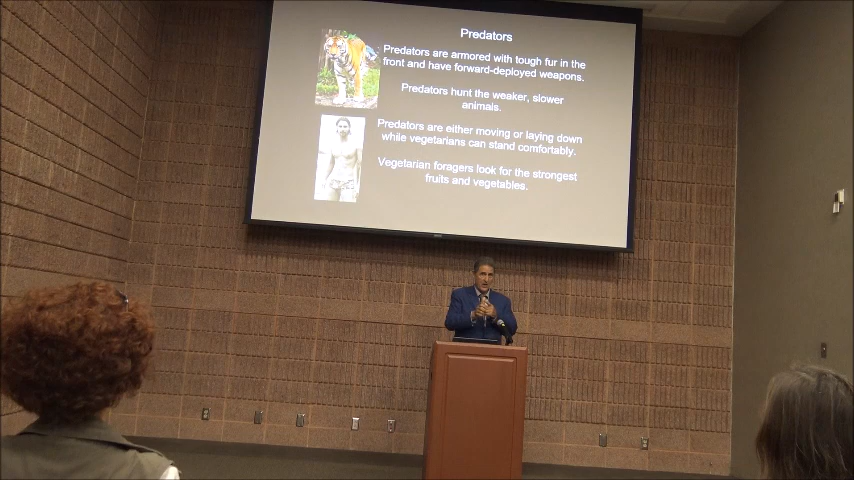 Predators
Predators are armored with tough fur in the
front and have forward-deployed weapons.
Predators hunt the weaker, slower
animals.
Predators are either moving or laying down
while vegetarians can stand comfortably.
Vegetarian foragers look for the strongest
fruits and vegetables.